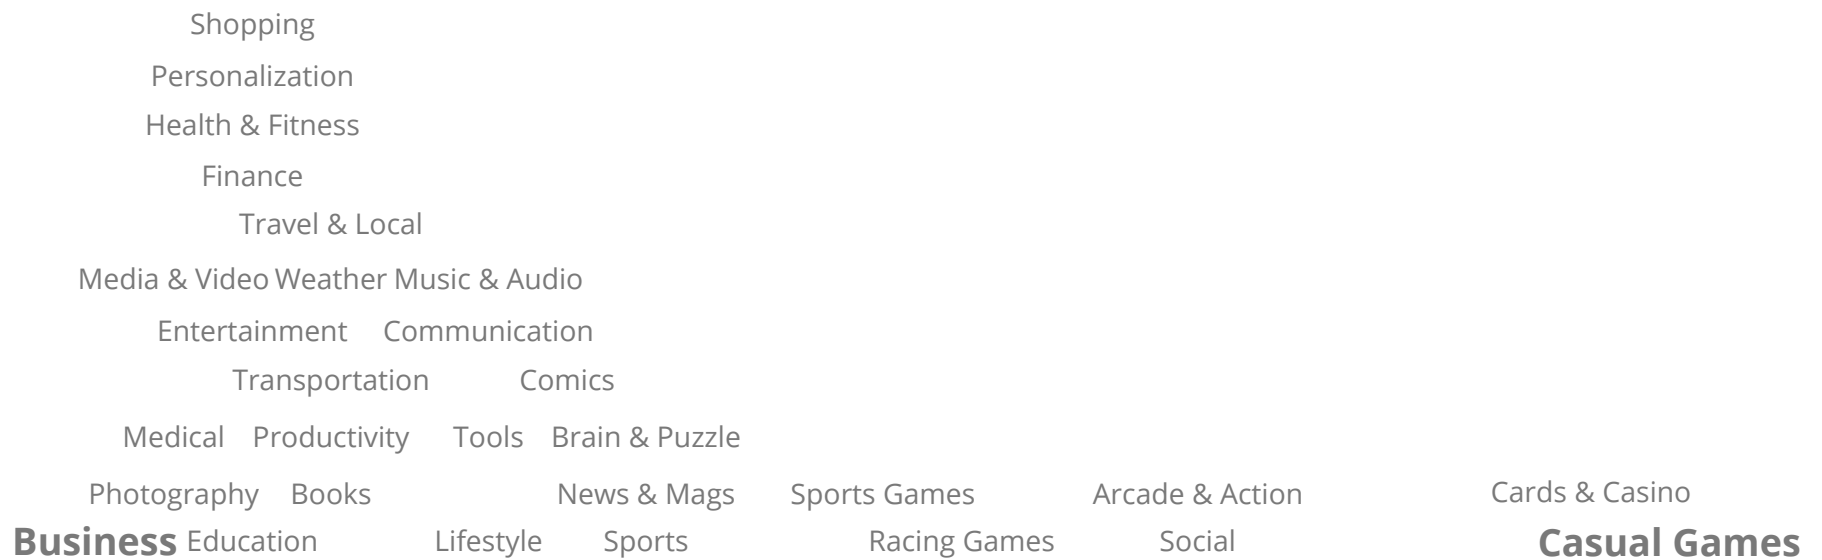 Shopping
Personalization
Health & Fitness
Finance
Travel & Local
Media & Video Weather Music & Audio
Entertainment Communication
Transportation Comics
Medical Productivity Tools Brain & Puzzle
Photography Books News & Mags Sports Games Arcade & Action Cards & Casino
Business Education Lifestyle Sports Racing Games Social Casual Games